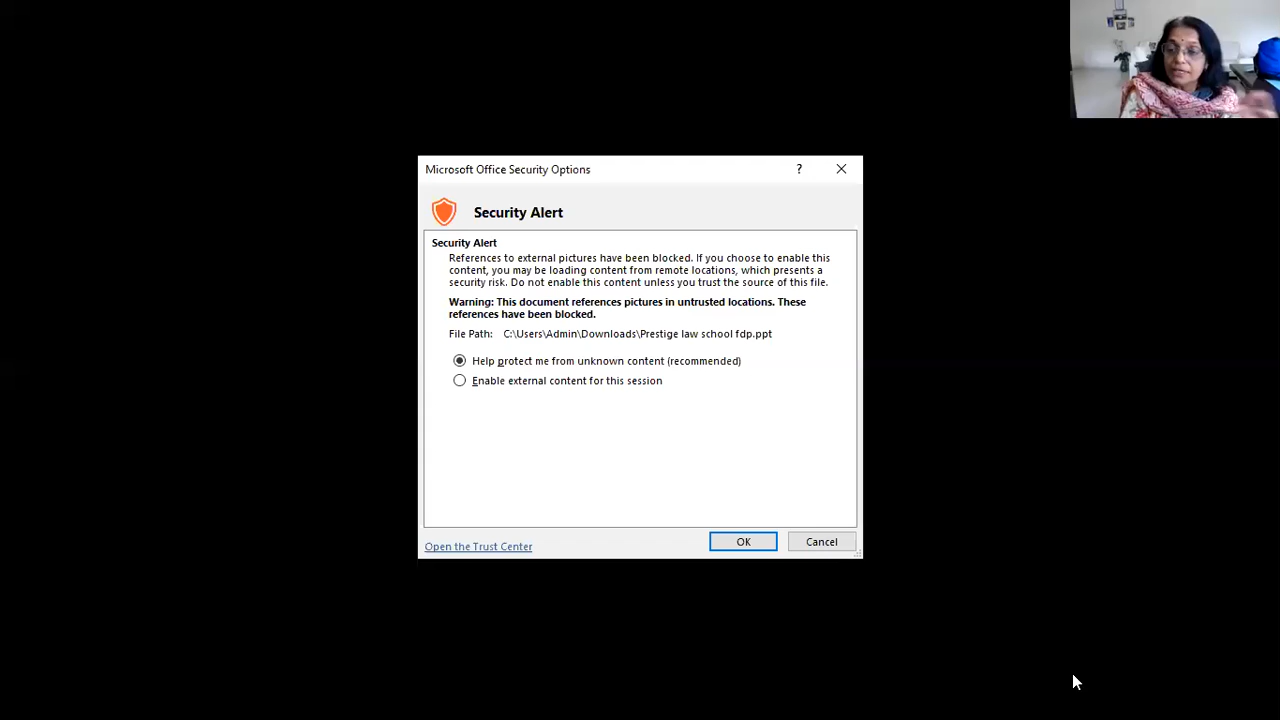 Microsoft Office Security Options
?
Security Alert
Security Alert
References to external pictures have been blocked. If you choose to enable this
content, you may be loading content from remote locations, which presents a
security risk. Do not enable this content unless you trust the source of this file.
Warning: This document references pictures in untrusted locations. These
references have been blocked.
File Path: C:\Users\Admin\Downloads\Prestige law school fdp.ppt
Help protect me from unknown content (recommended)
Enable external content for this session
Open the Trust Center
OK
Cancel